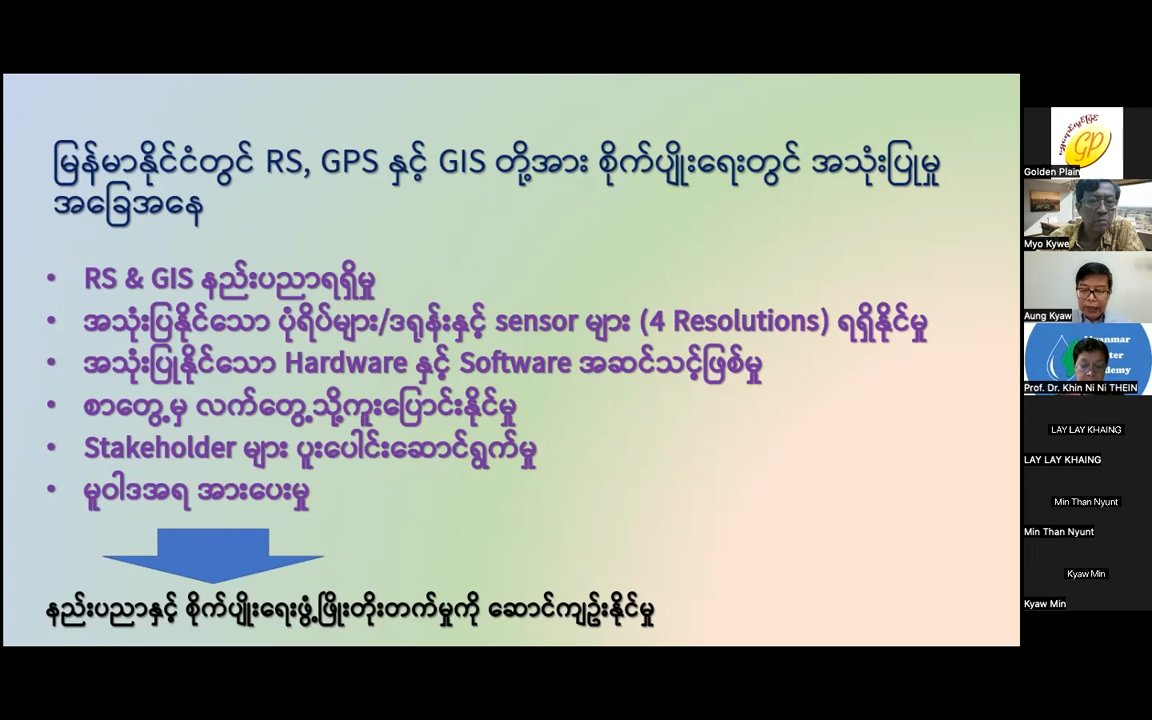 မြန်မာနိုင်ငံတွင် RS, GPS နှင့် GIS တို့အား စိုက်ပျိုးရေးတွင် အသုံးပြုမှု
အခြေအနေ
• RS & GIS နည်းပညာရရှိမှု
• အသုံးပြနိုင်သော ပုံရိပ်များ/ဒရုန်းနှင့် sensor များ (4 Resolutions) ရရှိနိုင်မှု
• အသုံးပြုနိုင်သော Hardware နှင့် Software အဆင်သင့်ဖြစ်မှု
• စာတွေ့မှ လက်တွေ့သို့ကူးပြောင်းနိုင်မှု
• Stakeholder များ ပူးပေါင်းဆောင်ရွက်မှု
• မူဝါဒအရ အားပေးမှု
နည်းပညာနှင့် စိုက်ပျိုးရေးဖွံ့ဖြိုးတိုးတက်မှုကို ဆောင်ကျဉ်းနိုင်မှု
GP
Golden Plain
Myo Kywe
Aung Kyaw
Prof. Dr. Khin Ni Ni THEIN
LAY LAY KHAING
LAY LAY KHAING
Min Than Nyunt
Min Than Nyunt
Kyaw Min
Kyaw Min